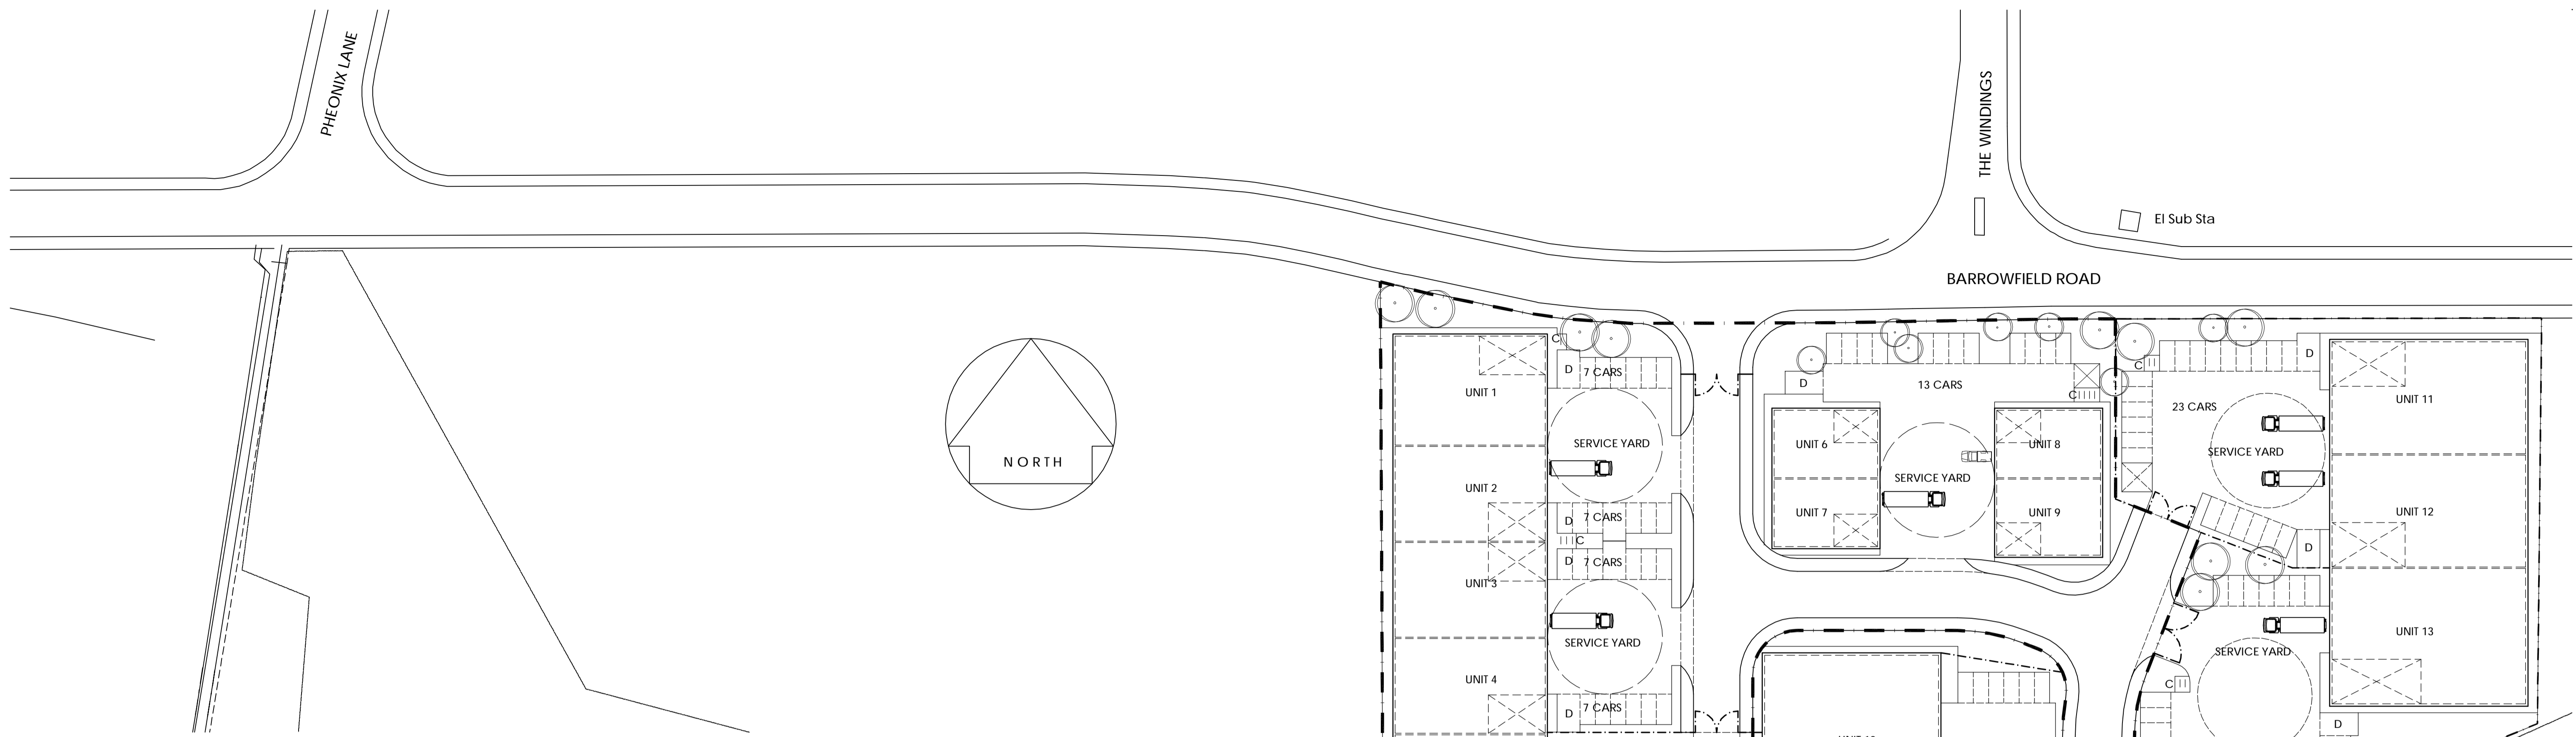 PHEONIX LANE
THE WINDINGS
El Sub Sta
BARROWFIELD ROAD
NORTH
UNIT 1
C
D
7 CARS
SERVICE YARD
UNIT 2
D
7 CARS
C
D
7 CARS
UNIT 3
SERVICE YARD
UNIT 4
D
7 CARS
D
13 CARS
C
UNIT 6
UNIT 7
SERVICE YARD
UNIT 8
UNIT 9
C
D
23 CARS
SERVICE YARD
UNIT 11
UNIT 12
D
UNIT 13
SERVICE YARD
C
D